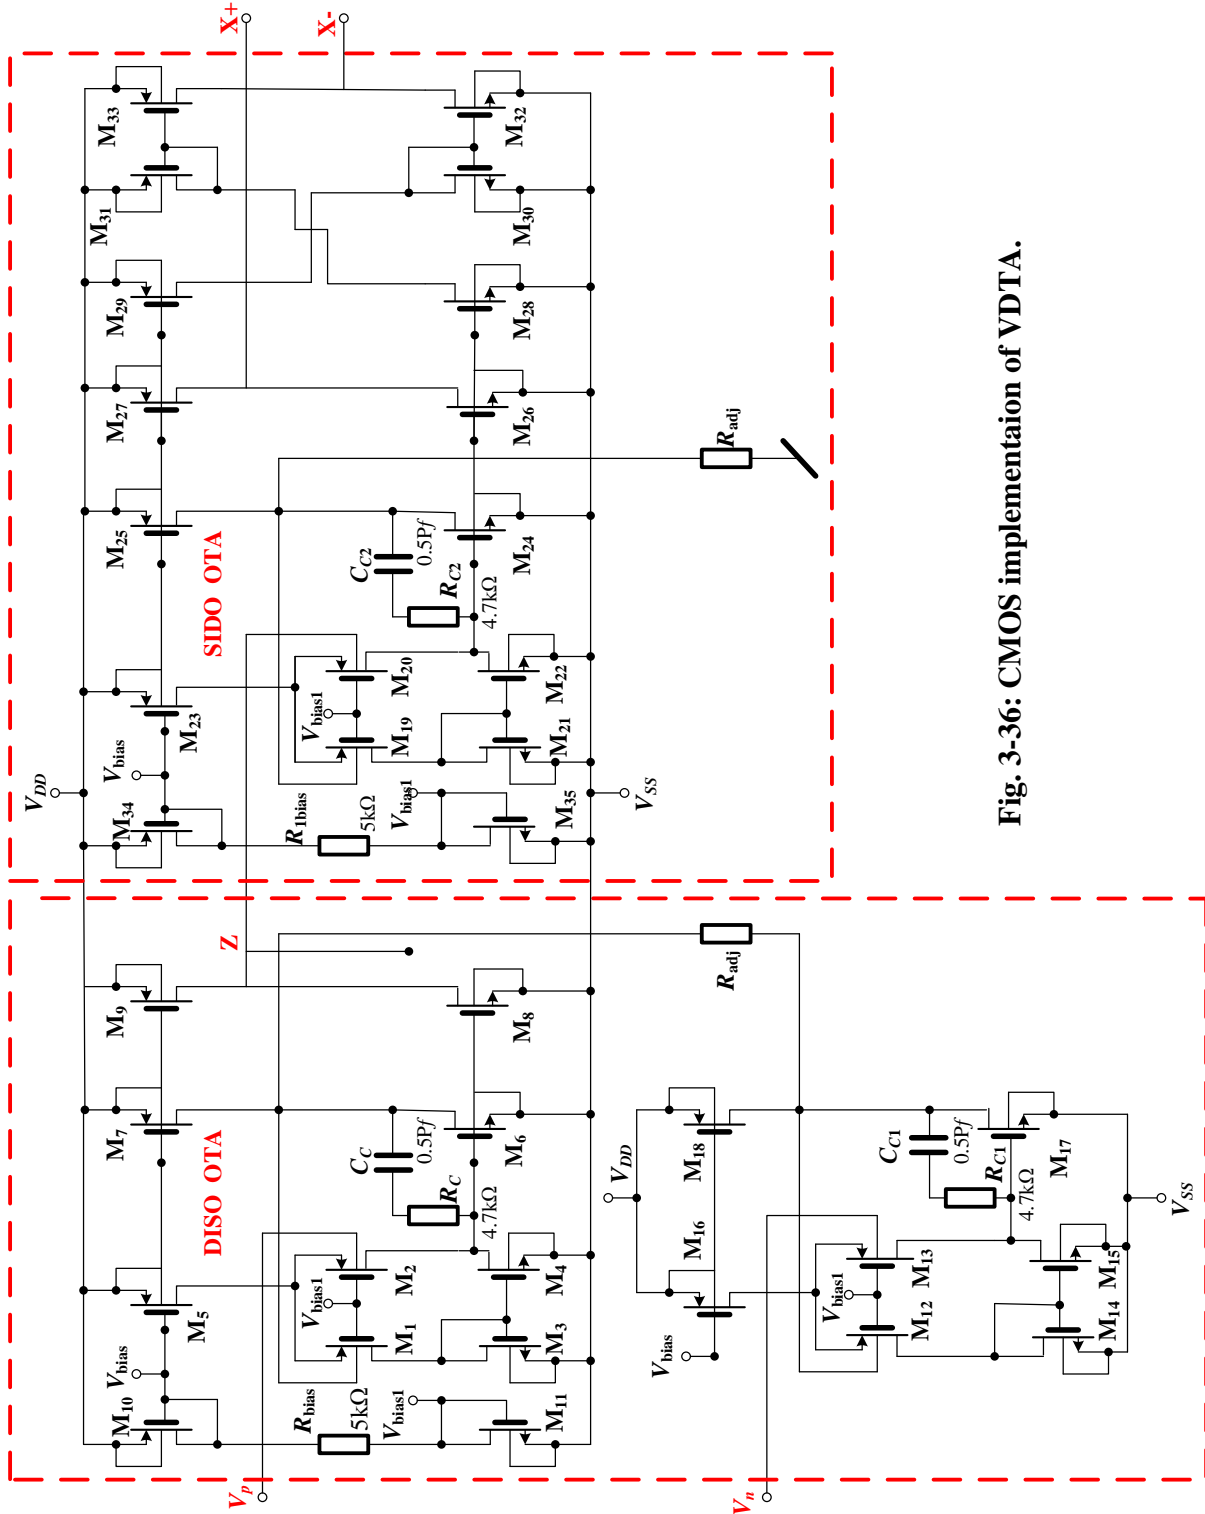 X+
X-
M33
M31
M32
M30
M29
M28
M27
M26
Radj
M25
SIDO OTA
CC2
0.5Pf
RC2
4.7kΩ
M24
M23
Vbias
VDD
M34
Vbias1
M20
M19
M22
M21
R1bias
5kΩ
Vbias1
M35
VSS
Z
M9
M8
Radj
M7
DISO OTA
CC
0.5Pf
RC
4.7kΩ
M6
M5
Vbias
M10
Vbias1
M2
M1
M4
M3
Rbias
5kΩ
Vbias1
M11
Vp
VDD
M18
M16
Vbias
CC1
0.5Pf
RC1
4.7kΩ
M17
Vbias1
M13
M12
M15
M14
VSS
Vn
Fig. 3-36: CMOS implementaion of VDTA.